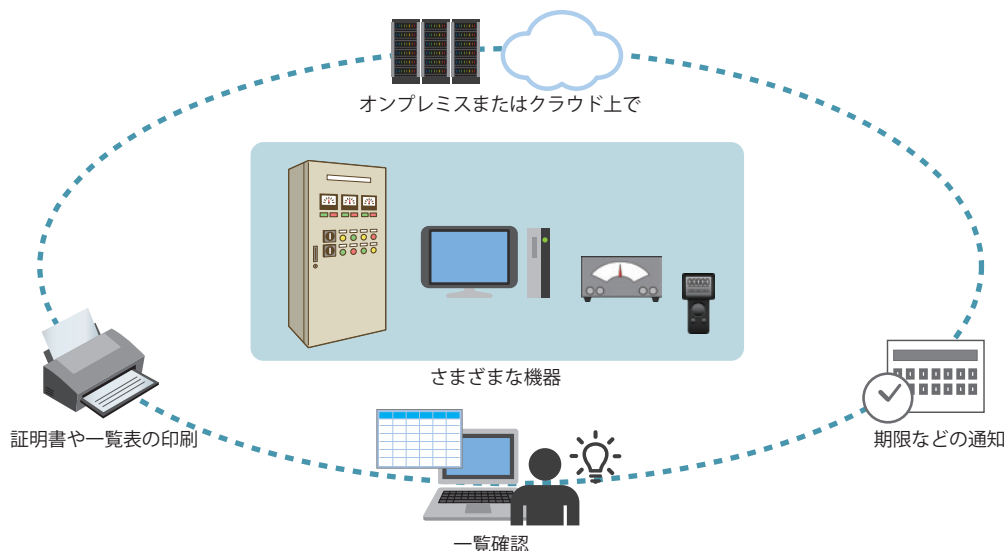 オンプレミスまたはクラウド上で
さまざまな機器
証明書や一覧表の印刷
期限などの通知
一覧確認